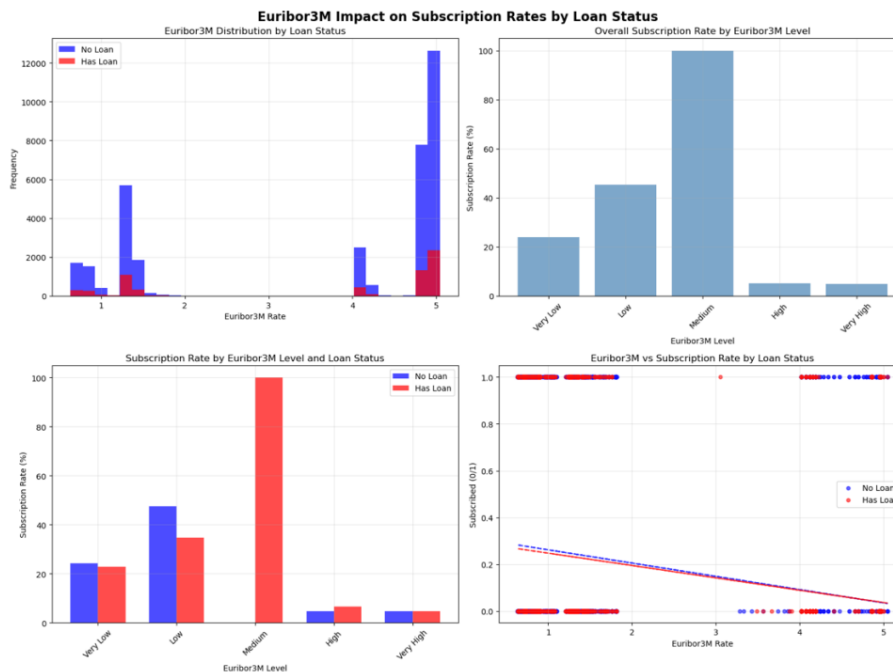 Euribor3M Impact on Subscription Rates by Loan Status
Euribor3M Distribution by Loan Status
No Loan
Has Loan
12000
10000
8000
6000
4000
2000
0
Frequency
1
2
3
4
5
Euribor3M Rate
Overall Subscription Rate by Euribor3M Level
100
80
60
40
20
0
Subscription Rate (%)
Very Low
Low
Medium
High
Very High
Euribor3M Level
Subscription Rate by Euribor3M Level and Loan Status
No Loan
Has Loan
100
80
60
40
20
0
Subscription Rate (%)
Very Low
Low
Medium
High
Very High
Euribor3M Level
Euribor3M vs Subscription Rate by Loan Status
1.0
0.8
0.6
0.4
0.2
0.0
Subscribed (0/1)
No Loan
Has Loa
1
2
3
4
5
Euribor3M Rate